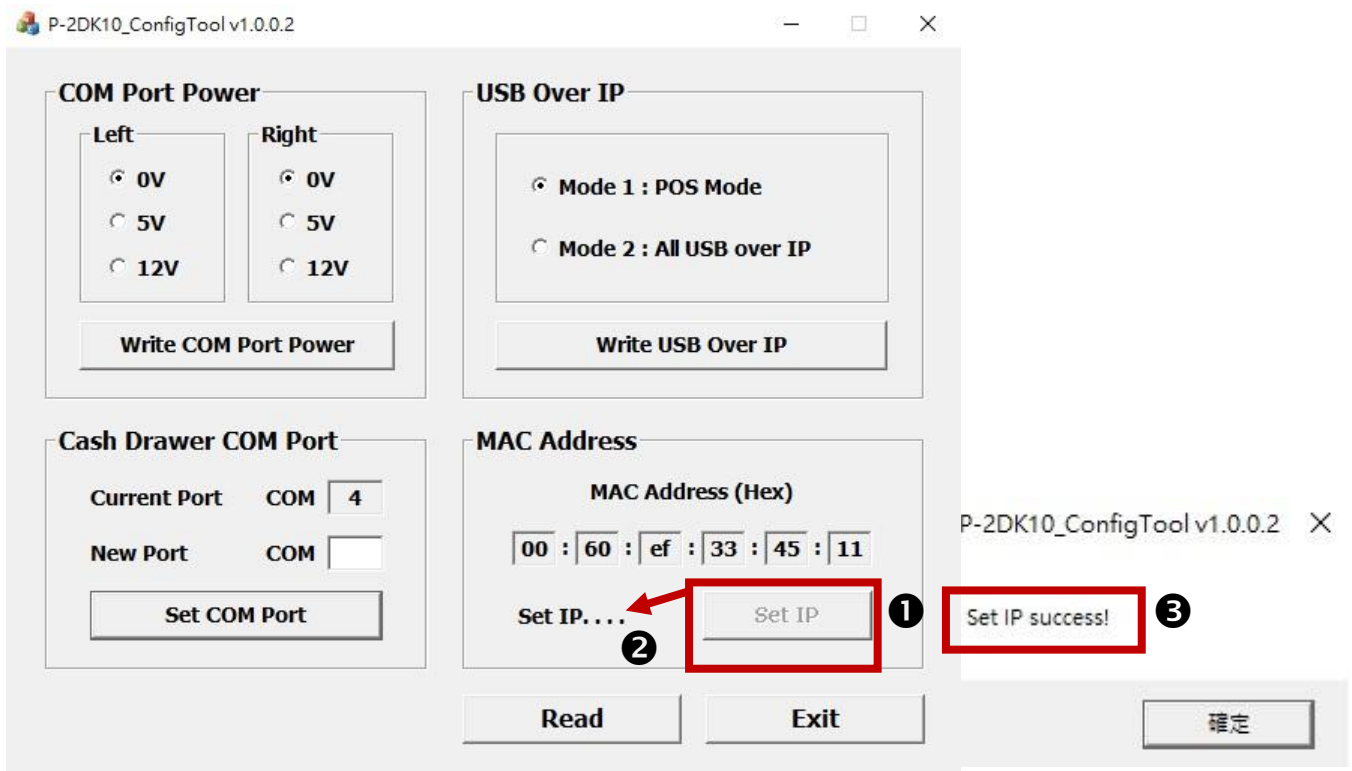 P-2DK10_ConfigTool v1.0.0.2
COM Port Power
Left
Right
0V
0V
5V
5V
12V
12V
Write COM Port Power
USB Over IP
Mode 1 : POS Mode
Mode 2 : All USB over IP
Write USB Over IP
Cash Drawer COM Port
Current Port COM 4
New Port COM
Set COM Port
MAC Address
MAC Address (Hex)
00 : 60 : ef : 33 : 45 : 11
Set IP....
Set IP
❶
❷
Read
Exit
P-2DK10_ConfigTool v1.0.0.2
Set IP success!
❸
確定